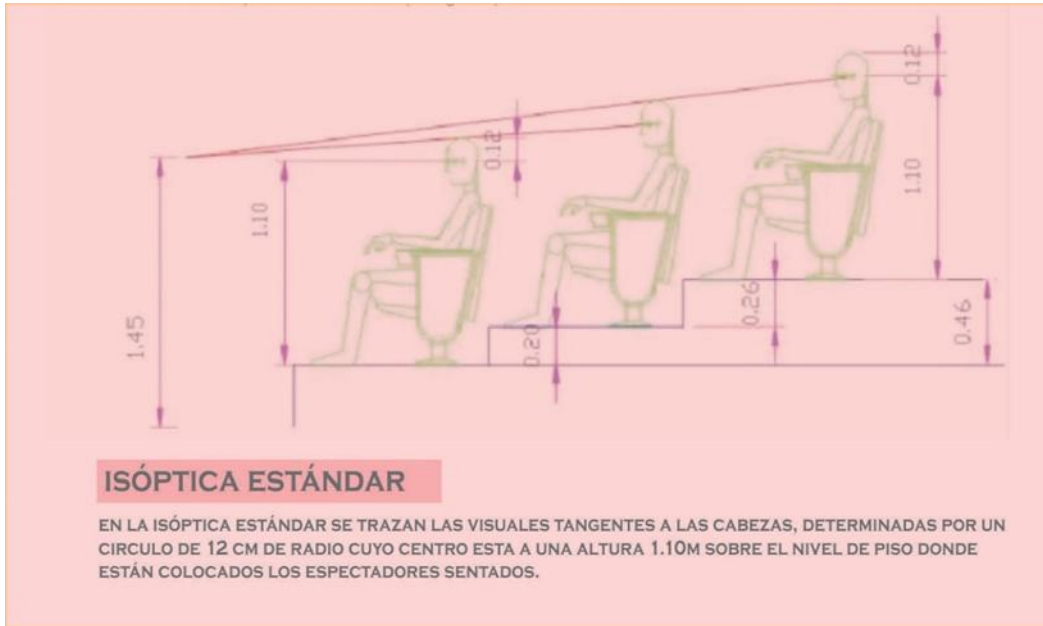 0.12
0.12
1.10
1.10
1.45
0.20
0.26
0.46
ISÓPTICA ESTÁNDAR
EN LA ISÓPTICA ESTÁNDAR SE TRAZAN LAS VISUALES TANGENTES A LAS CABEZAS, DETERMINADAS POR UN
CIRCULO DE 12 CM DE RADIO CUYO CENTRO ESTA A UNA ALTURA 1.10M SOBRE EL NIVEL DE PISO DONDE
ESTÁN COLOCADOS LOS ESPECTADORES SENTADOS.